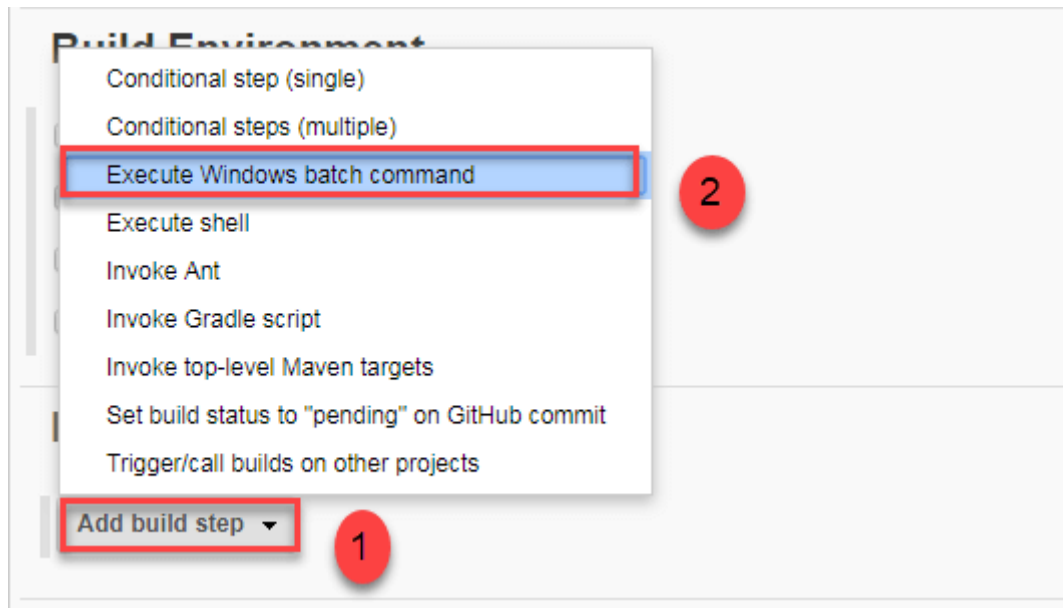 Build Environment
Conditional step (single)
Conditional steps (multiple)
Execute Windows batch command
2
Execute shell
Invoke Ant
Invoke Gradle script
Invoke top-level Maven targets
Set build status to "pending" on GitHub commit
Trigger/call builds on other projects
Add build step
1